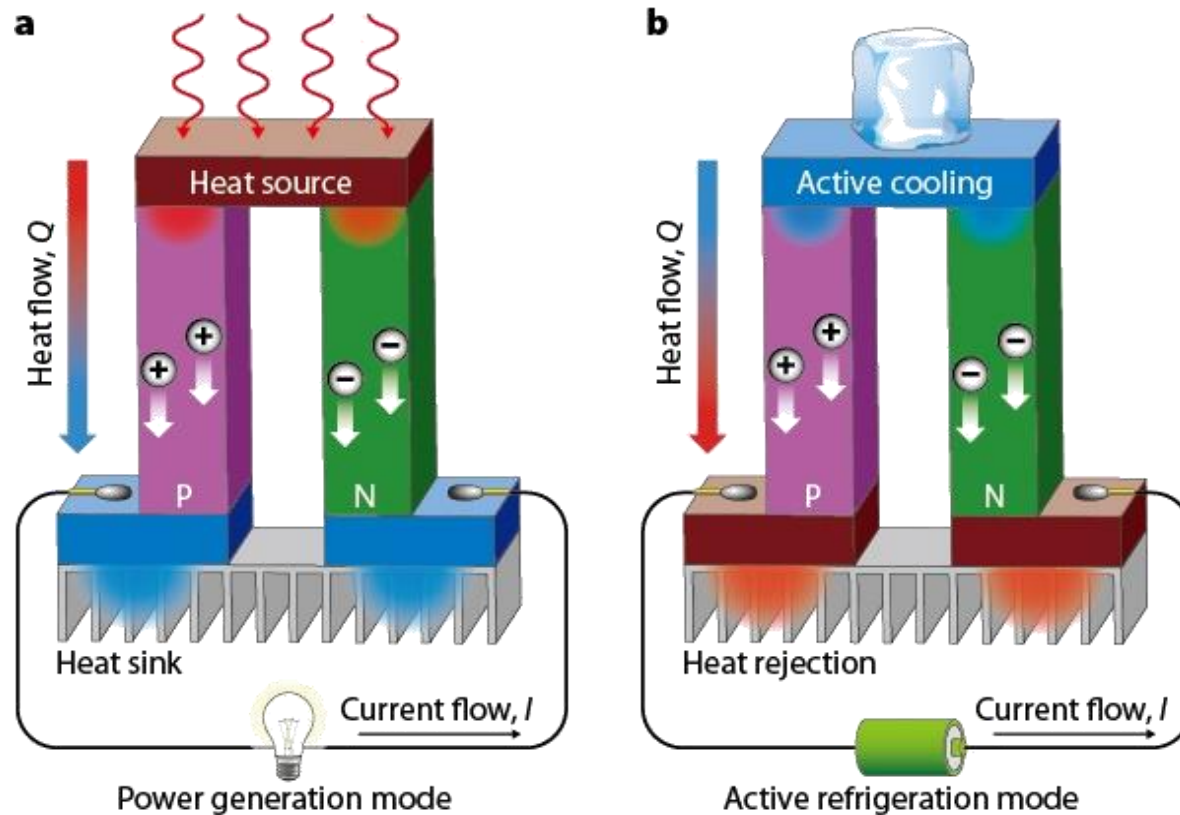 a
Heat source
Heat flow, Q
+
+
−
−
P
N
Heat sink
Current flow, I
Power generation mode
b
Active cooling
Heat flow, Q
+
+
−
−
P
N
Heat rejection
Current flow, I
Active refrigeration mode